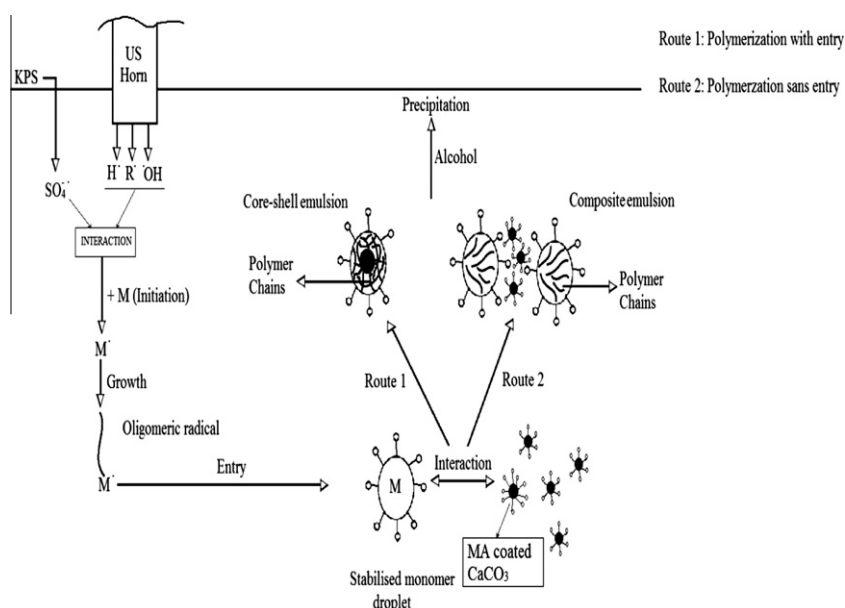 Route 1: Polymerization with entry
Route 2: Polymerzation sans entry
US
Horn
KPS
H˙ R˙ ˙OH
SO₄˙⁻
INTERACTION
+ M (Initiation)
M˙
Growth
Oligomeric radical
M˙
Entry
Precipitation
Alcohol
Core-shell emulsion
Composite emulsion
Polymer
Chains
Polymer
Chains
Route 1
Route 2
Interaction
M
MA coated
CaCO₃
Stabilised monomer
droplet